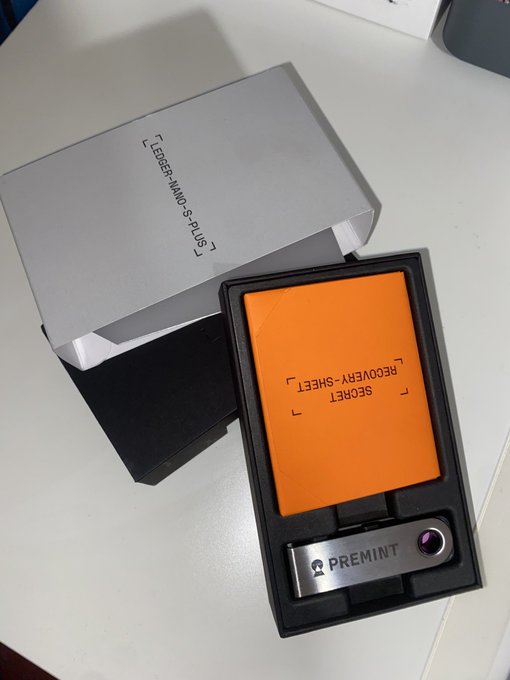 LEDGER-NANO-S-PLUS
SECRET
RECOVERY-SHEET
PREMINT